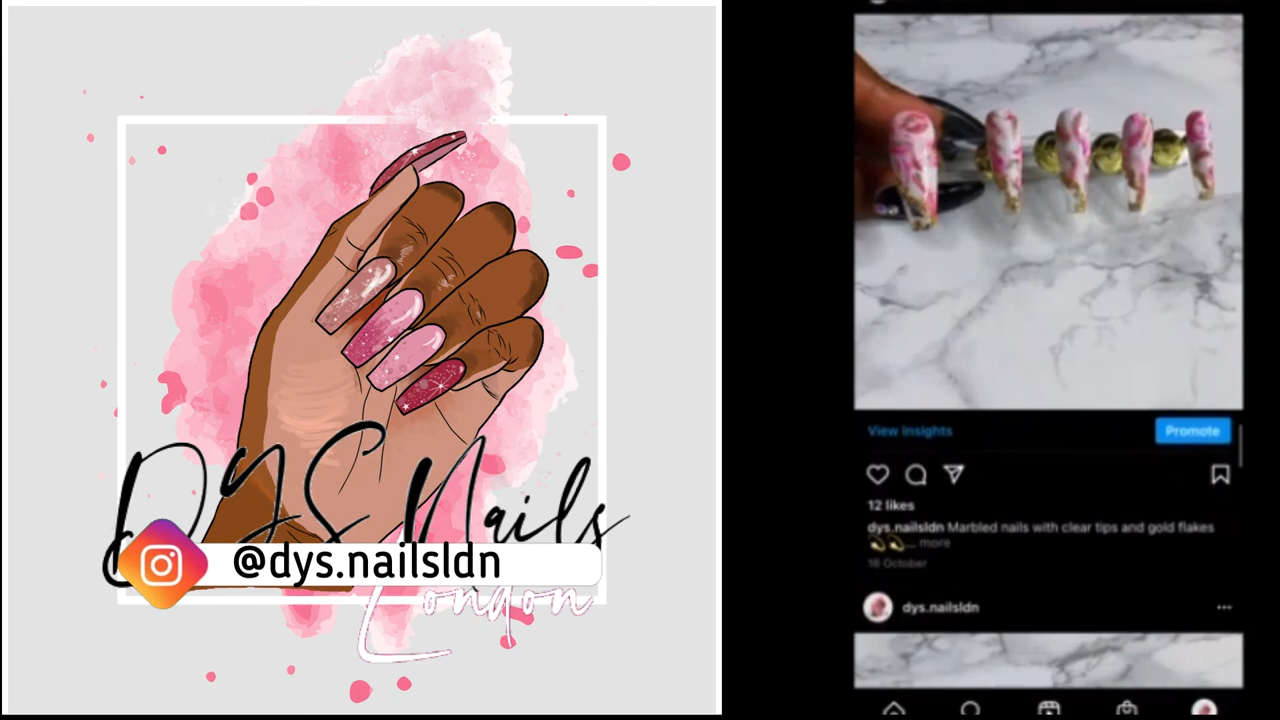 DYS Nails
@dys.nailsldn
London
View Insights
Promote
12 likes
dys.nailsldn Marbled nails with clear tips and gold flakes
... more
16 October
dys.nailsldn